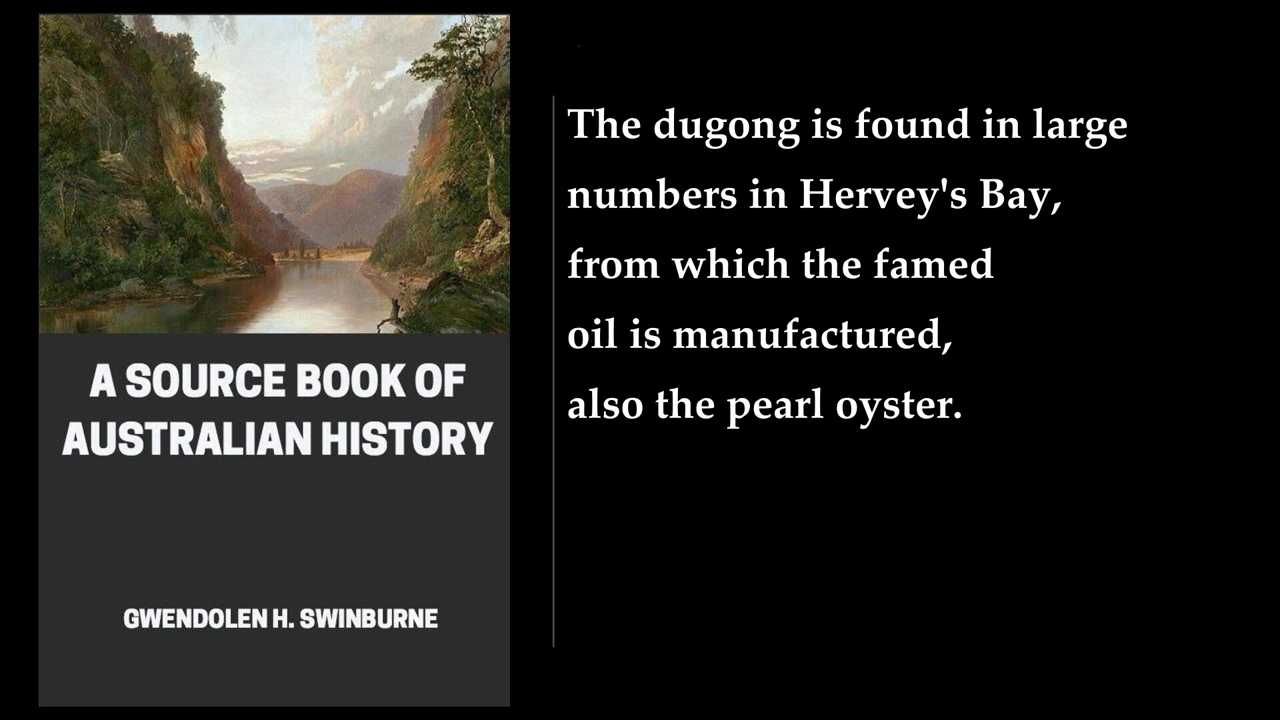 A SOURCE BOOK OF
AUSTRALIAN HISTORY
GWENDOLEN H. SWINBURNE
The dugong is found in large
numbers in Hervey's Bay,
from which the famed
oil is manufactured,
also the pearl oyster.